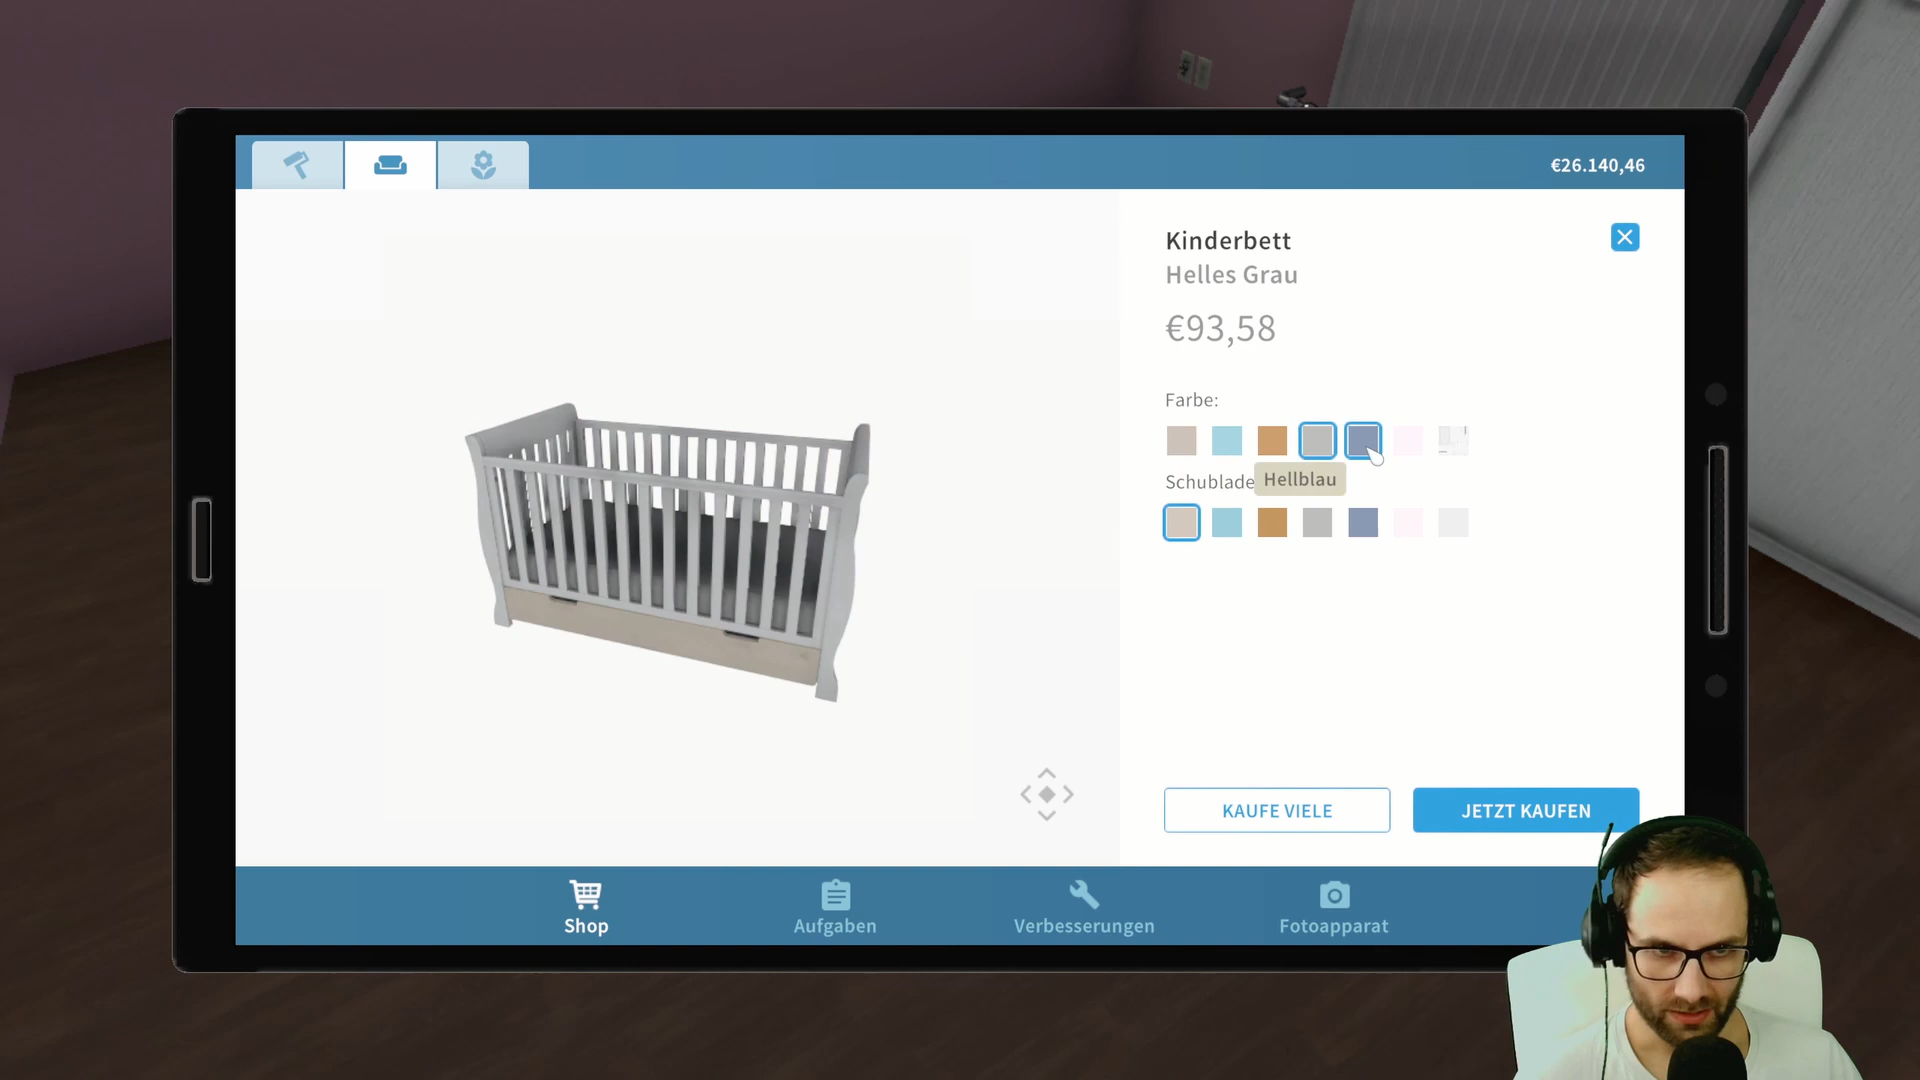 €26.140,46
Kinderbett
Helles Grau
€93,58
Farbe:
Hellblau
Schublade
KAUFE VIELE
JETZT KAUFEN
Shop
Aufgaben
Verbesserungen
Fotoapparat